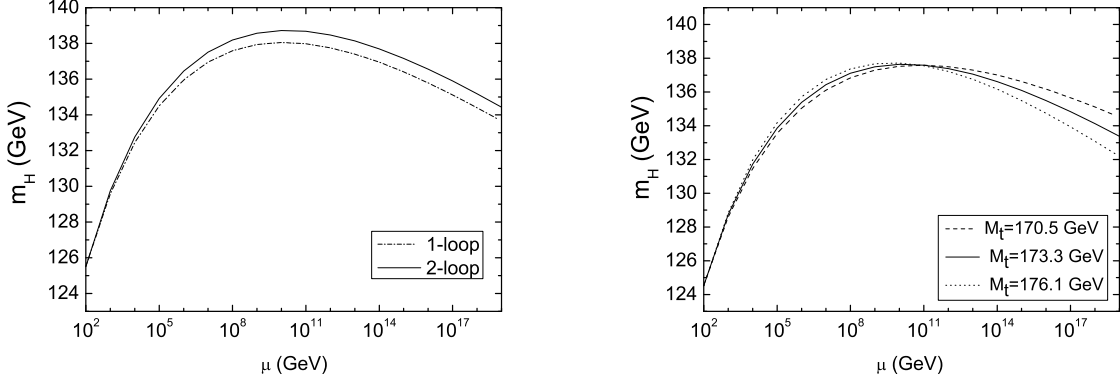 140
138
136
134
132
130
128
126
124
m_H (GeV)
1-loop
2-loop
10^2 10^5 10^8 10^11 10^14 10^17
μ (GeV)
140
138
136
134
132
130
128
126
124
m_H (GeV)
M_t=170.5 GeV
M_t=173.3 GeV
M_t=176.1 GeV
10^2 10^5 10^8 10^11 10^14 10^17
μ (GeV)